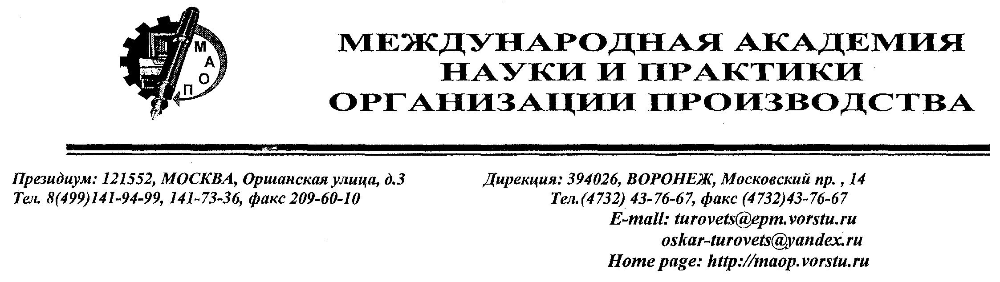 МАОП
МЕЖДУНАРОДНАЯ АКАДЕМИЯ
НАУКИ И ПРАКТИКИ
ОРГАНИЗАЦИИ ПРОИЗВОДСТВА
Президиум: 121552, МОСКВА, Оршанская улица, д.3
Тел. 8(499)141-94-99, 141-73-36, факс 209-60-10
Дирекция: 394026, ВОРОНЕЖ, Московский пр. , 14
Тел.(4732) 43-76-67, факс (4732)43-76-67
E-mall: turovets@epm.vorstu.ru
oskar-turovets@yandex.ru
Home page: http://maop.vorstu.ru